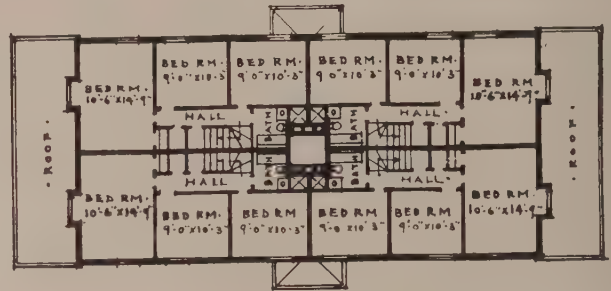 BED RM.
10'-6"X14'-9"
BED RM.
9'-0"X10'-3"
BED RM.
9'-0"X10'-3"
BED RM.
9'-0"X10'-3"
BED RM.
9'-0"X10'-3"
BED RM.
10'-6"X14'-9"
HALL
BATH
BATH
HALL
· ROOF ·
· ROOF ·
HALL
BATH
BATH
HALL
BED RM.
10'-6"X14'-9"
BED RM.
9'-0"X10'-3"
BED RM.
9'-0"X10'-3"
BED RM
9'-0"X10'-3"
BED RM.
9'-0"X10'-3"
BED RM.
10'-6"X14'-9"